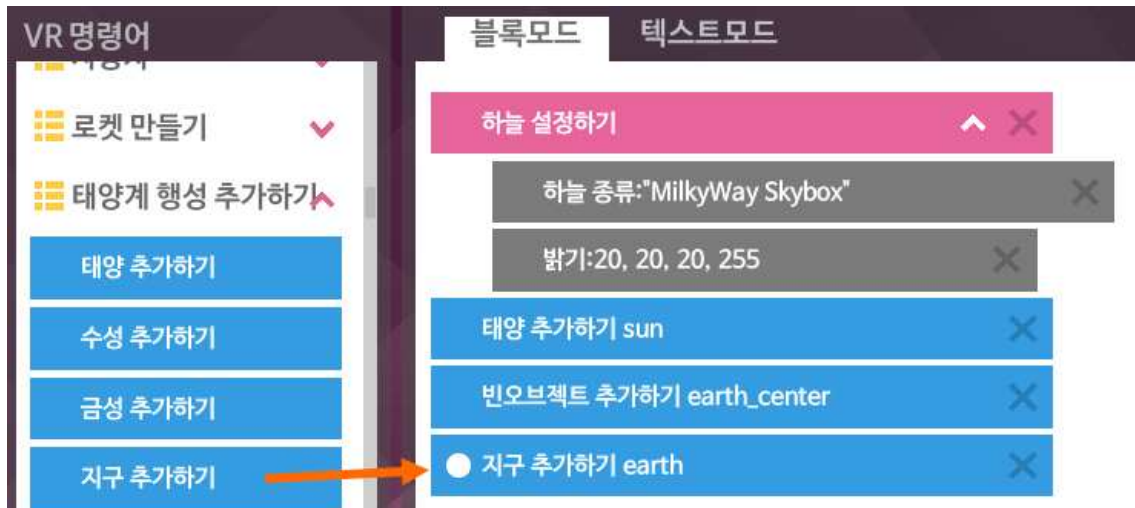 VR 명령어
로켓 만들기
태양계 행성 추가하기
태양 추가하기
수성 추가하기
금성 추가하기
지구 추가하기
블록모드
텍스트모드
하늘 설정하기
하늘 종류:"MilkyWay Skybox"
밝기:20, 20, 20, 255
태양 추가하기 sun
빈오브젝트 추가하기 earth_center
지구 추가하기 earth